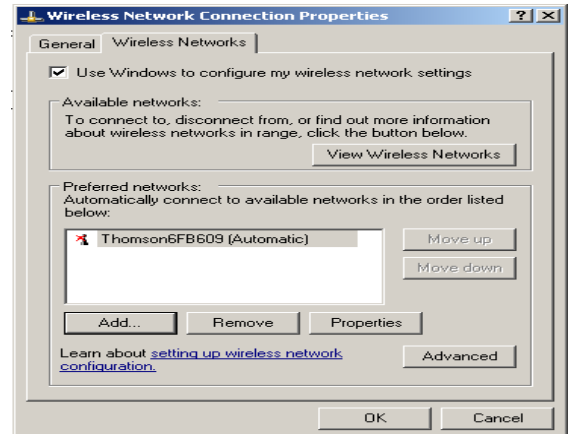 Wireless Network Connection Properties
General Wireless Networks
Use Windows to configure my wireless network settings
Available networks:
To connect to, disconnect from, or find out more information
about wireless networks in range, click the button below.
View Wireless Networks
Preferred networks:
Automatically connect to available networks in the order listed
below:
Thomson6FB609 (Automatic)
Move up
Move down
Add... Remove Properties
Learn about setting up wireless network
configuration.
Advanced
OK Cancel